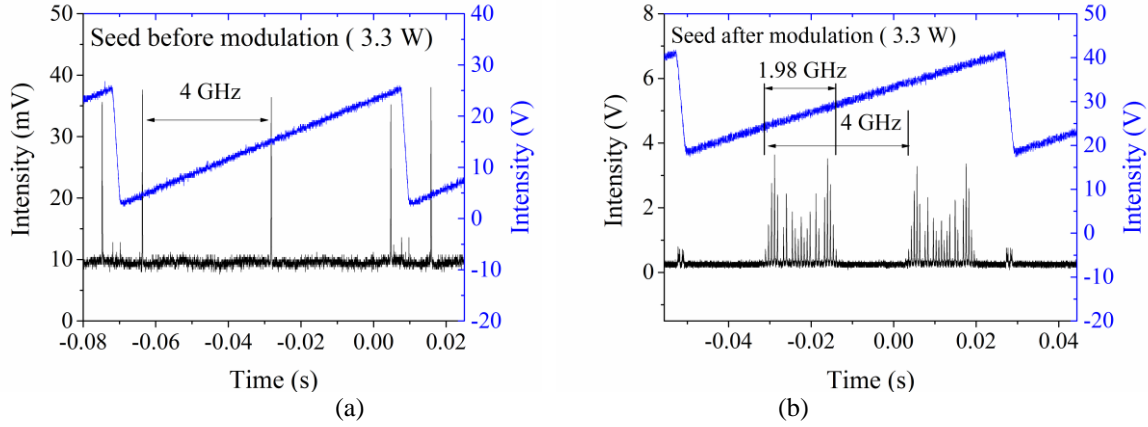 Seed before modulation ( 3.3 W)
4 GHz
Intensity (mV)
50
40
30
20
10
0
Intensity (V)
40
30
20
10
0
-10
-20
-0.08
-0.06
-0.04
-0.02
0.00
0.02
Time (s)
(a)
Seed after modulation ( 3.3 W)
1.98 GHz
4 GHz
Intensity (V)
8
6
4
2
0
Intensity (V)
50
40
30
20
10
0
-10
-20
-0.04
-0.02
0.00
0.02
0.04
Time (s)
(b)